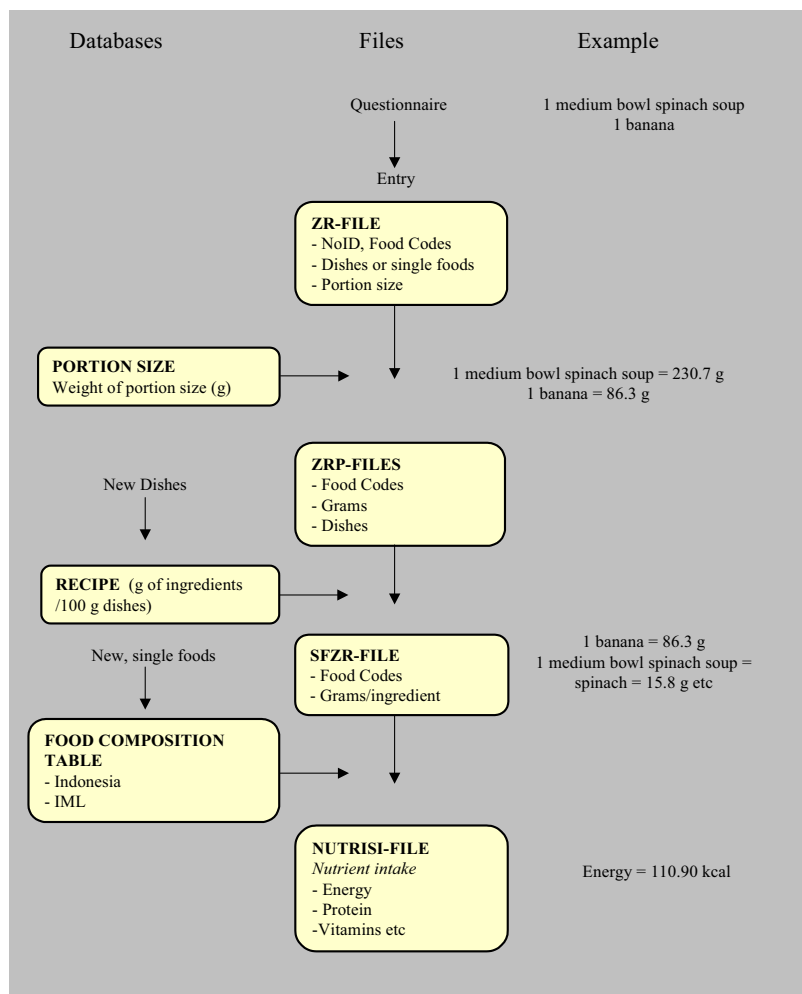 Databases Files Example
Questionnaire
1 medium bowl spinach soup
1 banana
Entry
ZR-FILE
- NoID, Food Codes
- Dishes or single foods
- Portion size
PORTION SIZE
Weight of portion size (g)
1 medium bowl spinach soup = 230.7 g
1 banana = 86.3 g
New Dishes
ZRP-FILES
- Food Codes
- Grams
- Dishes
RECIPE (g of ingredients
/100 g dishes)
New, single foods
SFZR-FILE
- Food Codes
- Grams/ingredient
1 banana = 86.3 g
1 medium bowl spinach soup =
spinach = 15.8 g etc
FOOD COMPOSITION
TABLE
- Indonesia
- IML
NUTRISI-FILE
Nutrient intake
- Energy
- Protein
-Vitamins etc
Energy = 110.90 kcal